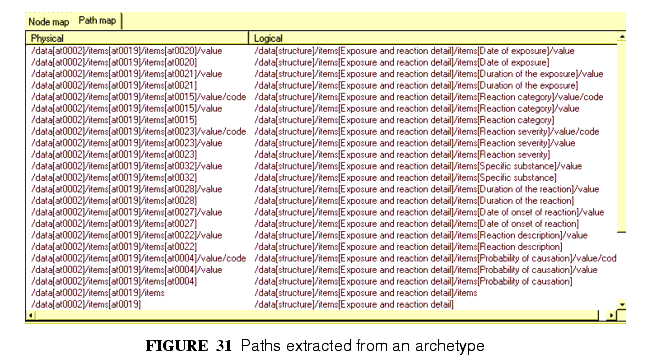 Node map Path map
Physical Logical
/data[at0002]/items[at0019]/items[at0020]/value /data[structure]/items[Exposure and reaction detail]/items[Date of exposure]/value
/data[at0002]/items[at0019]/items[at0020] /data[structure]/items[Exposure and reaction detail]/items[Date of exposure]
/data[at0002]/items[at0019]/items[at0021]/value /data[structure]/items[Exposure and reaction detail]/items[Duration of the exposure]/value
/data[at0002]/items[at0019]/items[at0021] /data[structure]/items[Exposure and reaction detail]/items[Duration of the exposure]
/data[at0002]/items[at0019]/items[at0015]/value/code /data[structure]/items[Exposure and reaction detail]/items[Reaction category]/value/code
/data[at0002]/items[at0019]/items[at0015]/value /data[structure]/items[Exposure and reaction detail]/items[Reaction category]/value
/data[at0002]/items[at0019]/items[at0015] /data[structure]/items[Exposure and reaction detail]/items[Reaction category]
/data[at0002]/items[at0019]/items[at0023]/value/code /data[structure]/items[Exposure and reaction detail]/items[Reaction severity]/value/code
/data[at0002]/items[at0019]/items[at0023]/value /data[structure]/items[Exposure and reaction detail]/items[Reaction severity]/value
/data[at0002]/items[at0019]/items[at0023] /data[structure]/items[Exposure and reaction detail]/items[Reaction severity]
/data[at0002]/items[at0019]/items[at0032]/value /data[structure]/items[Exposure and reaction detail]/items[Specific substance]/value
/data[at0002]/items[at0019]/items[at0032] /data[structure]/items[Exposure and reaction detail]/items[Specific substance]
/data[at0002]/items[at0019]/items[at0028]/value /data[structure]/items[Exposure and reaction detail]/items[Duration of the reaction]/value
/data[at0002]/items[at0019]/items[at0028] /data[structure]/items[Exposure and reaction detail]/items[Duration of the reaction]
/data[at0002]/items[at0019]/items[at0027]/value /data[structure]/items[Exposure and reaction detail]/items[Date of onset of reaction]/value
/data[at0002]/items[at0019]/items[at0027] /data[structure]/items[Exposure and reaction detail]/items[Date of onset of reaction]
/data[at0002]/items[at0019]/items[at0022]/value /data[structure]/items[Exposure and reaction detail]/items[Reaction description]/value
/data[at0002]/items[at0019]/items[at0022] /data[structure]/items[Exposure and reaction detail]/items[Reaction description]
/data[at0002]/items[at0019]/items[at0004]/value/code /data[structure]/items[Exposure and reaction detail]/items[Probability of causation]/value/cod
/data[at0002]/items[at0019]/items[at0004]/value /data[structure]/items[Exposure and reaction detail]/items[Probability of causation]/value
/data[at0002]/items[at0019]/items[at0004] /data[structure]/items[Exposure and reaction detail]/items[Probability of causation]
/data[at0002]/items[at0019]/items /data[structure]/items[Exposure and reaction detail]/items
/data[at0002]/items[at0019] /data[structure]/items[Exposure and reaction detail]
FIGURE 31 Paths extracted from an archetype